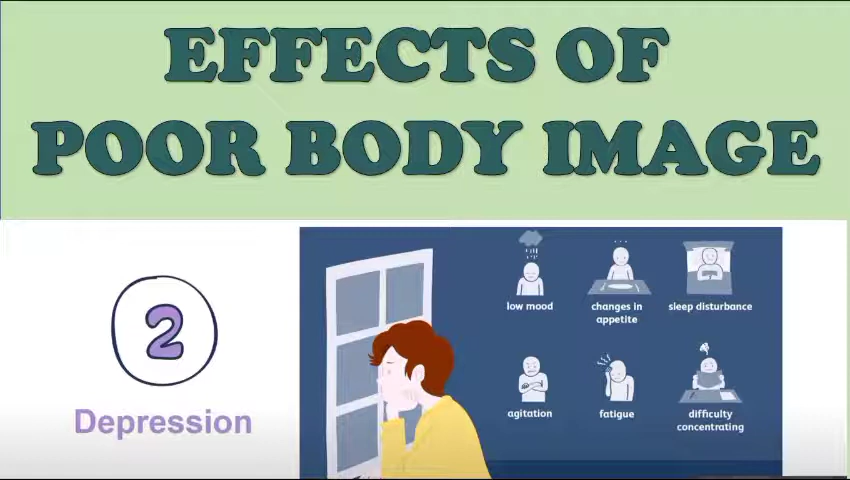 EFFECTS OF
POOR BODY IMAGE
2
Depression
low mood
changes in
appetite
sleep disturbance
agitation
fatigue
difficulty
concentrating